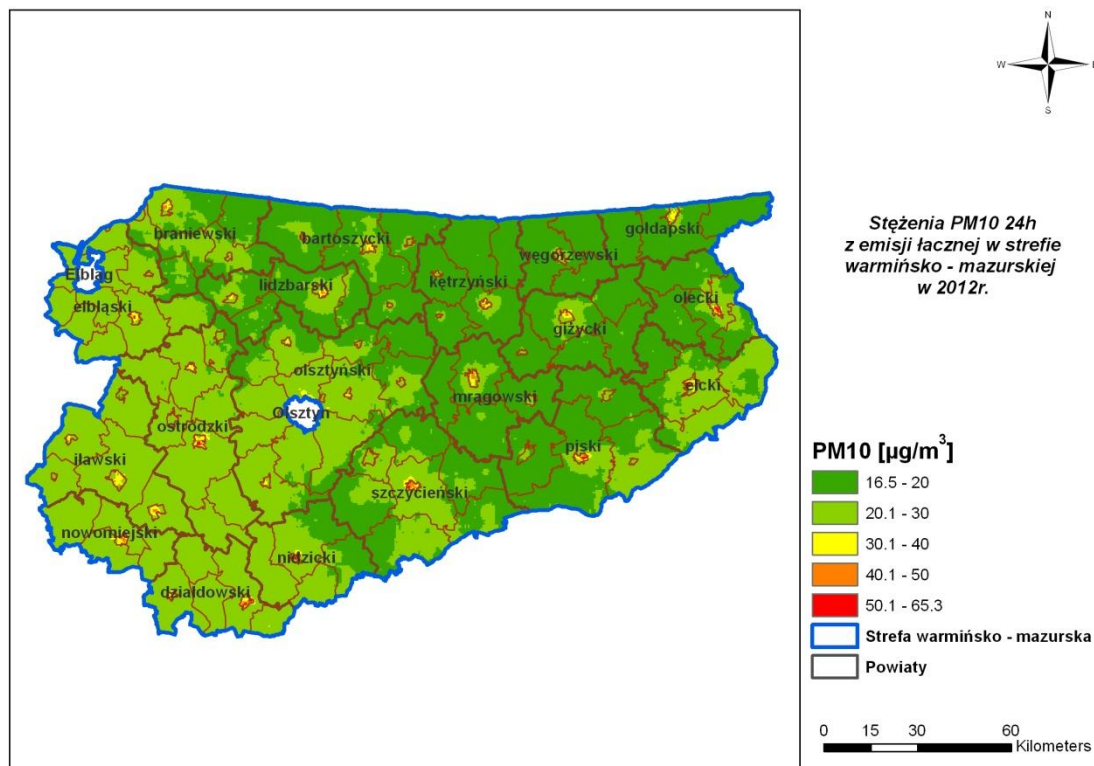 N
W
S
Stężenia PM10 24h
z emisji łacznej w strefie
warmińsko - mazurskiej
w 2012r.
braniewski
bartoszycki
gołdapski
węgorzewski
Elbląg
elbląski
lidzbarski
kętrzyński
olecki
giżycki
olsztyński
mrągowski
ełcki
Olsztyn
ostródzki
iławski
piski
szczycieński
nowomiejski
nidzicki
działdowski
PM10 [µg/m³]
16.5 - 20
20.1 - 30
30.1 - 40
40.1 - 50
50.1 - 65.3
Strefa warmińsko - mazurska
Powiaty
0 15 30 60
Kilometers